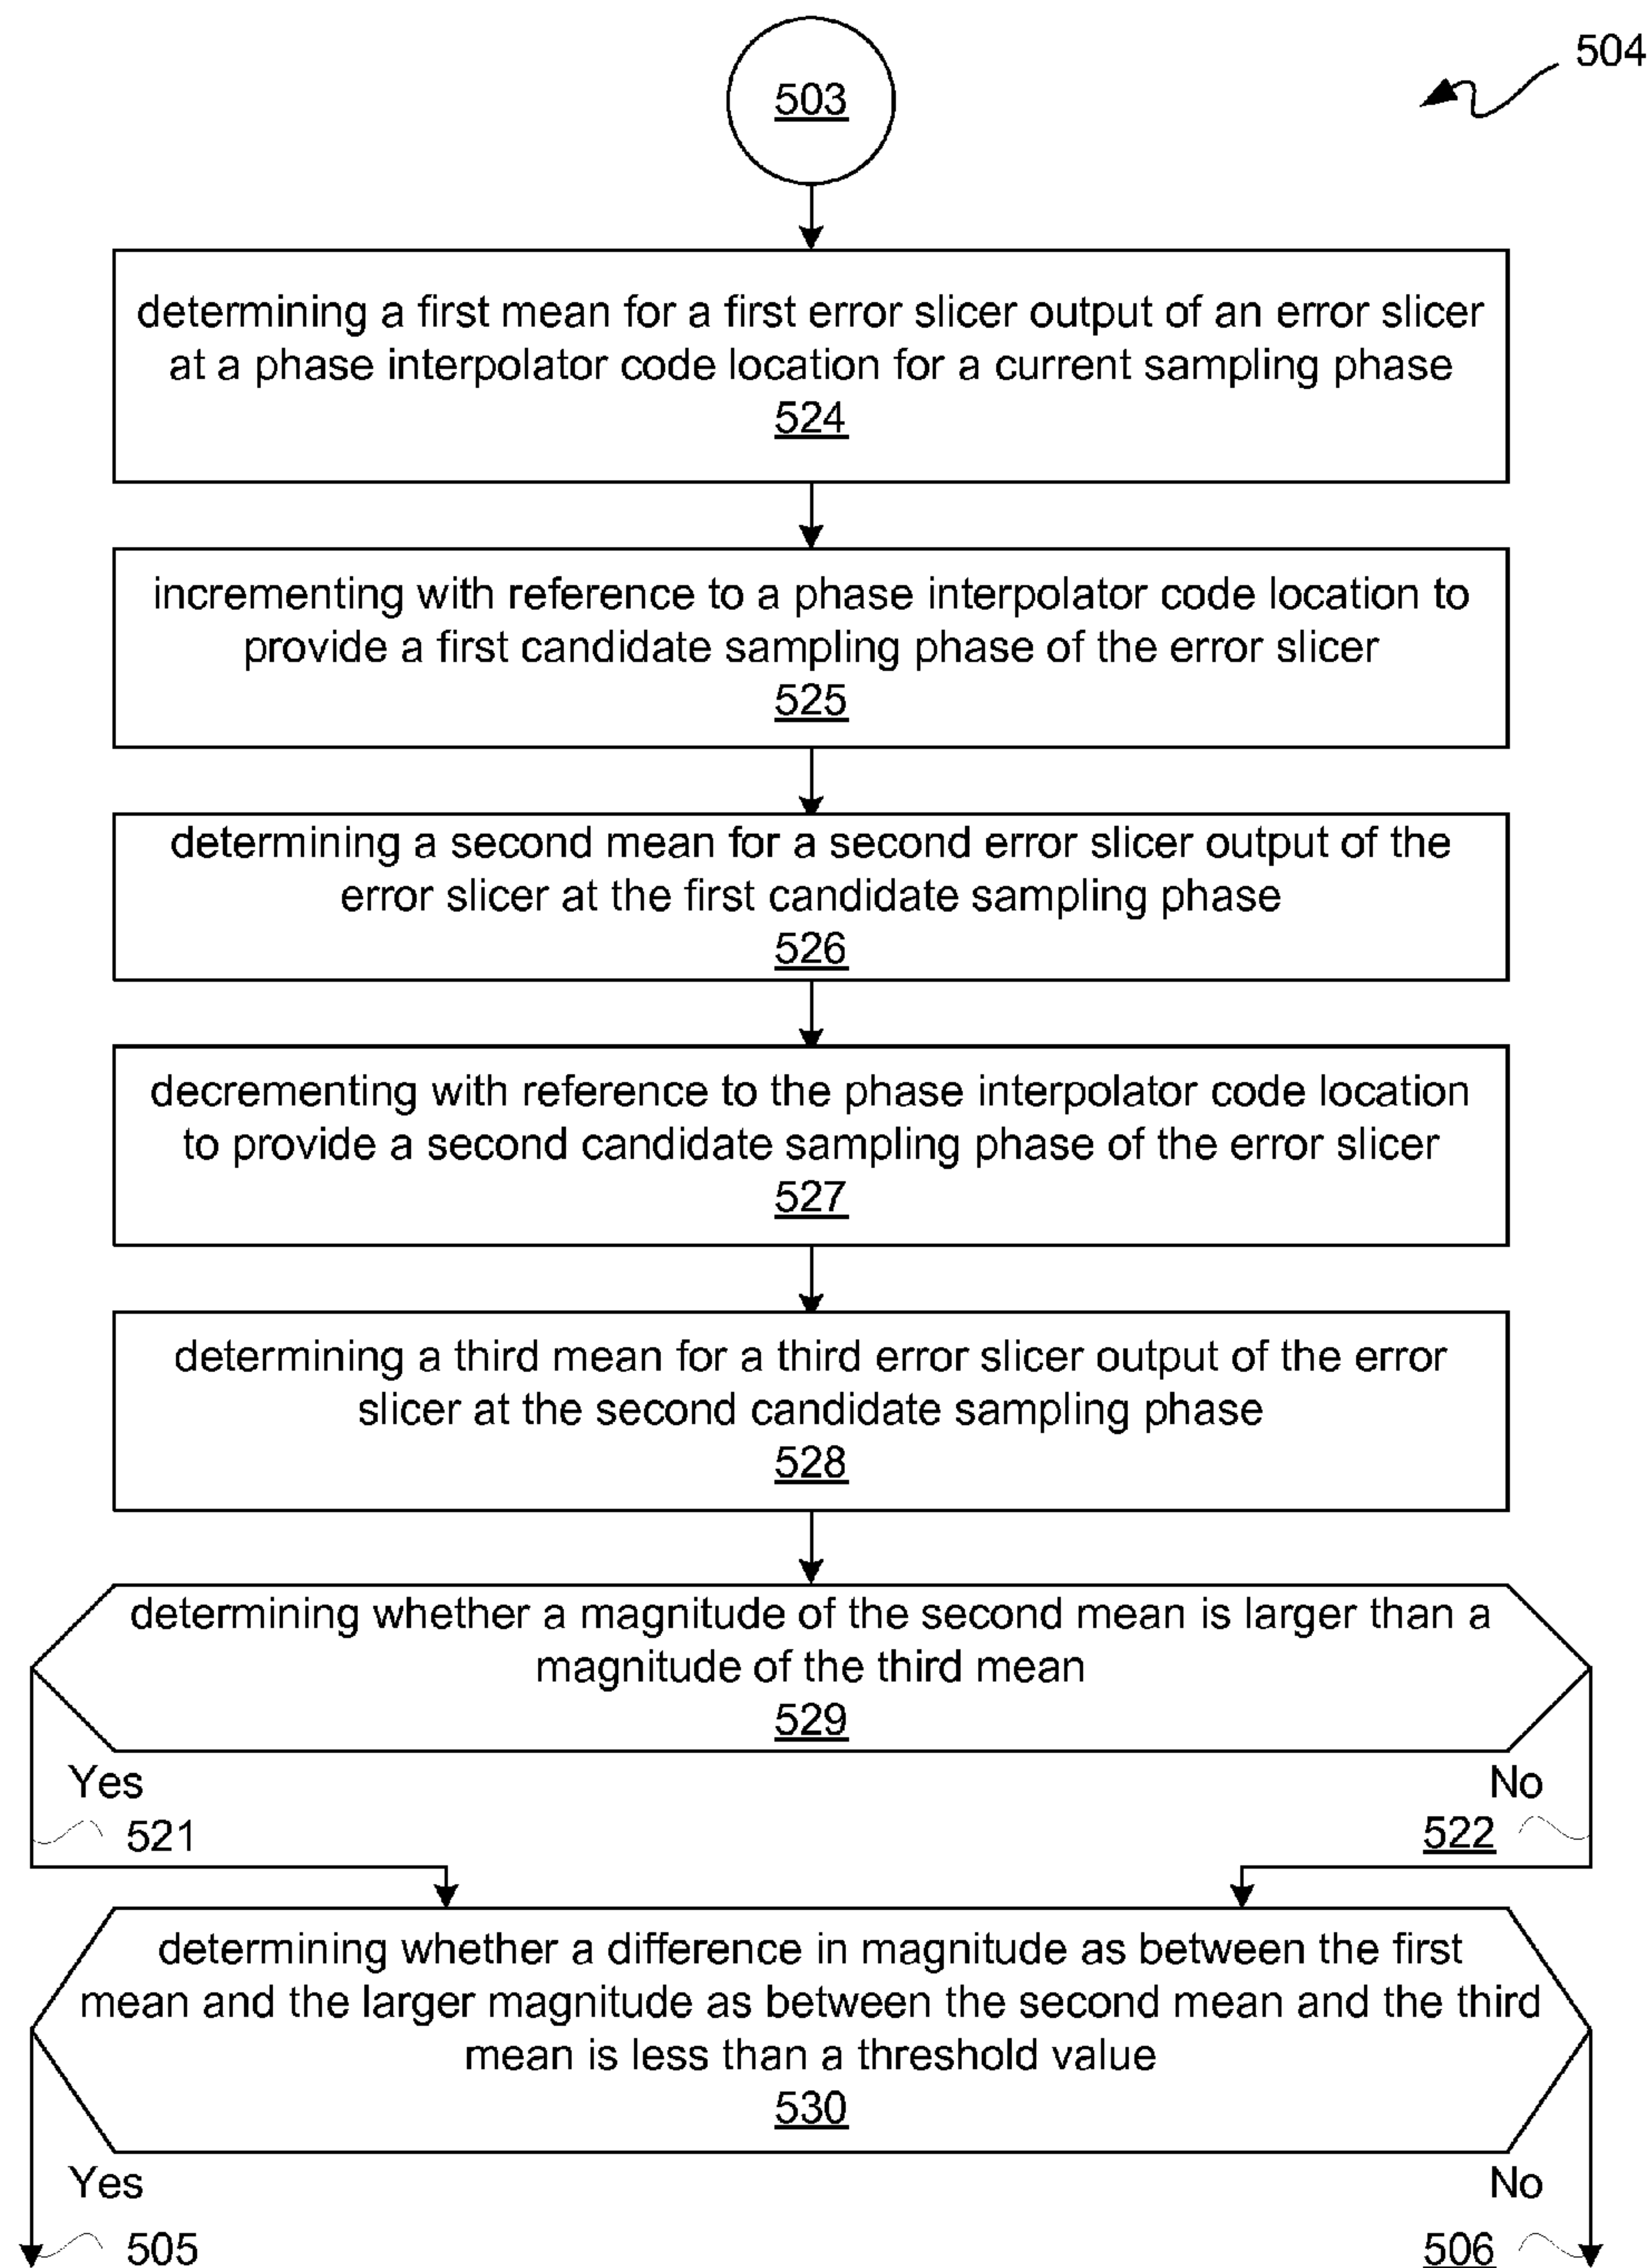 504
503
determining a first mean for a first error slicer output of an error slicer
at a phase interpolator code location for a current sampling phase
524
incrementing with reference to a phase interpolator code location to
provide a first candidate sampling phase of the error slicer
525
determining a second mean for a second error slicer output of the
error slicer at the first candidate sampling phase
526
decrementing with reference to the phase interpolator code location
to provide a second candidate sampling phase of the error slicer
527
determining a third mean for a third error slicer output of the error
slicer at the second candidate sampling phase
528
determining whether a magnitude of the second mean is larger than a
magnitude of the third mean
529
Yes
No
521
522
determining whether a difference in magnitude as between the first
mean and the larger magnitude as between the second mean and the third
mean is less than a threshold value
530
Yes
No
505
506